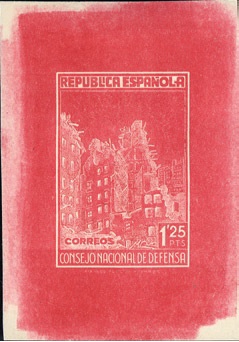 REPUBLICA ESPAÑOLA
CORREOS
1'25
PTS
CONSEJO NACIONAL DE DEFENSA